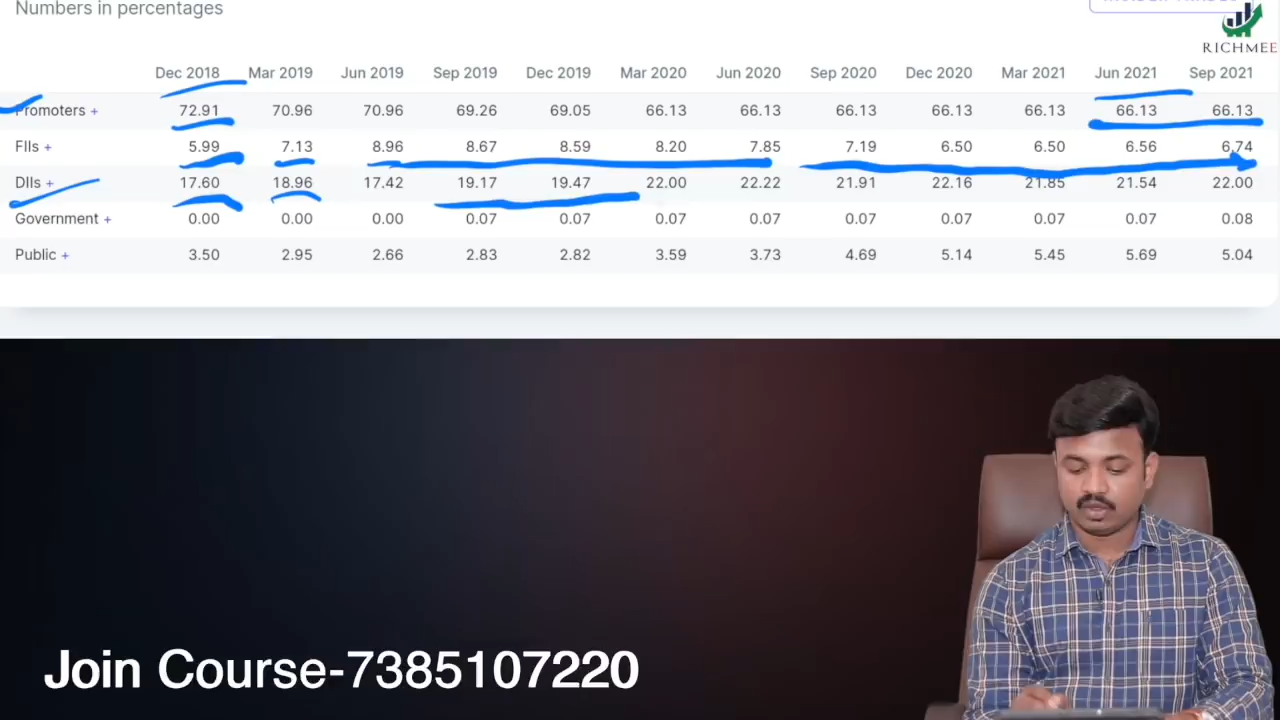 Numbers in percentages
RICHMEE
Dec 2018 Mar 2019 Jun 2019 Sep 2019 Dec 2019 Mar 2020 Jun 2020 Sep 2020 Dec 2020 Mar 2021 Jun 2021 Sep 2021
Promoters + 72.91 70.96 70.96 69.26 69.05 66.13 66.13 66.13 66.13 66.13 66.13 66.13
FIIs + 5.99 7.13 8.96 8.67 8.59 8.20 7.85 7.19 6.50 6.50 6.56 6.74
DIIs + 17.60 18.96 17.42 19.17 19.47 22.00 22.22 21.91 22.16 21.85 21.54 22.00
Government + 0.00 0.00 0.00 0.07 0.07 0.07 0.07 0.07 0.07 0.07 0.07 0.08
Public + 3.50 2.95 2.66 2.83 2.82 3.59 3.73 4.69 5.14 5.45 5.69 5.04
Join Course-7385107220